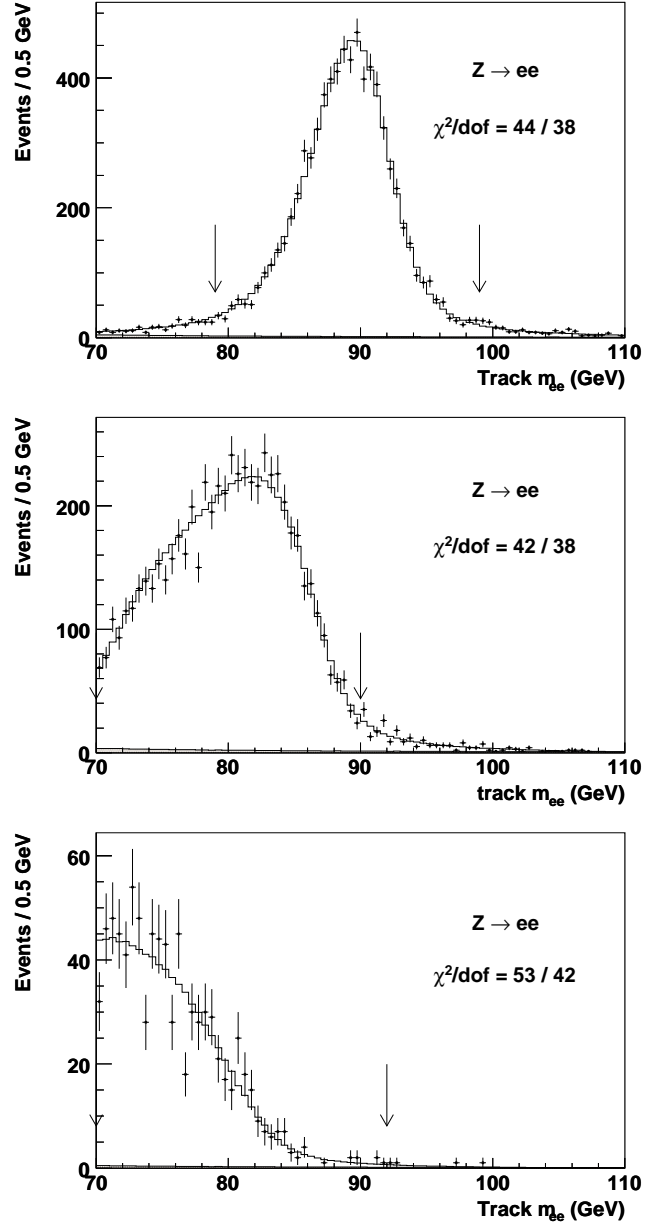 Events / 0.5 GeV
400
200
0
Z → ee
χ²/dof = 44 / 38
70 80 90 100 110
Track mee (GeV)
Events / 0.5 GeV
200
100
0
Z → ee
χ²/dof = 42 / 38
70 80 90 100 110
track mee (GeV)
Events / 0.5 GeV
60
40
20
0
Z → ee
χ²/dof = 53 / 42
70 80 90 100 110
Track mee (GeV)